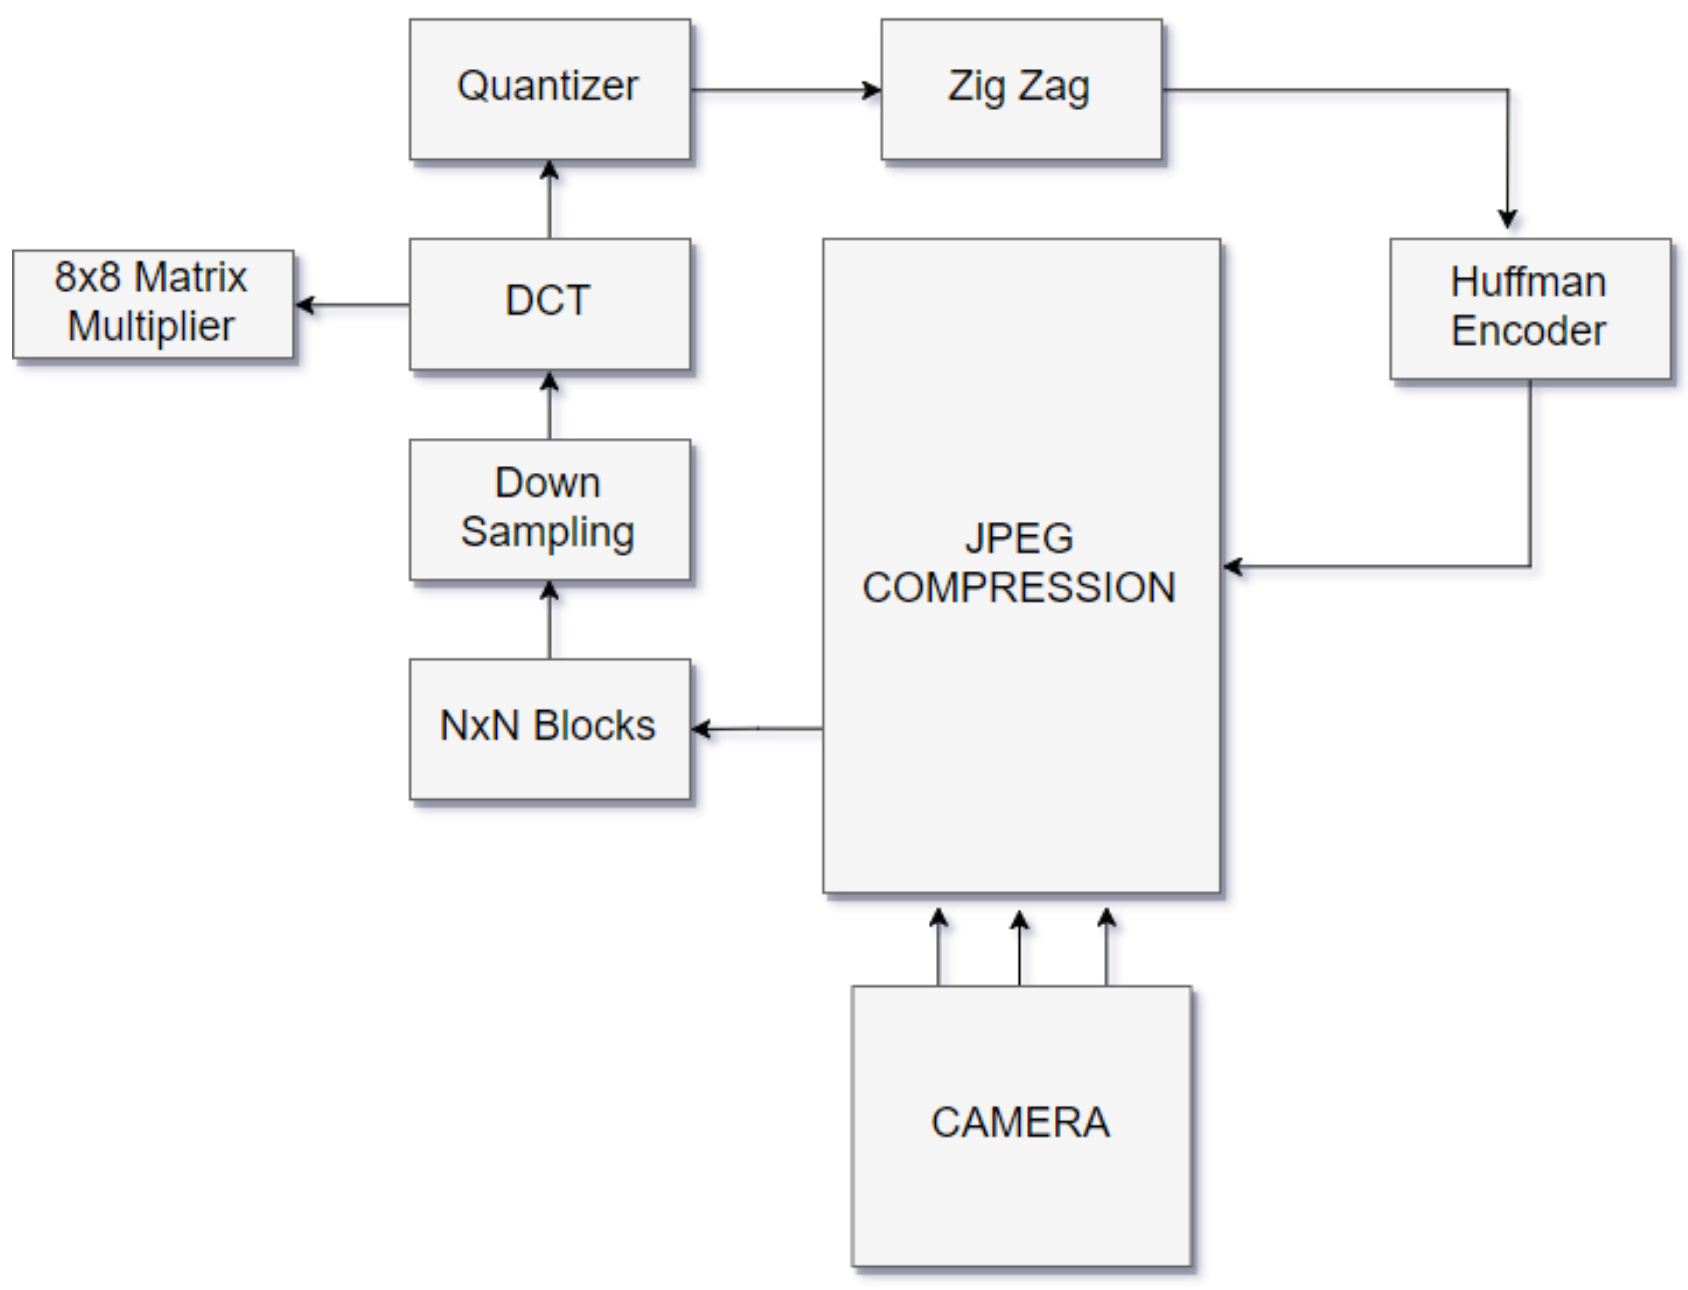 Quantizer
Zig Zag
8x8 Matrix
Multiplier
DCT
Huffman
Encoder
Down
Sampling
JPEG
COMPRESSION
NxN Blocks
CAMERA